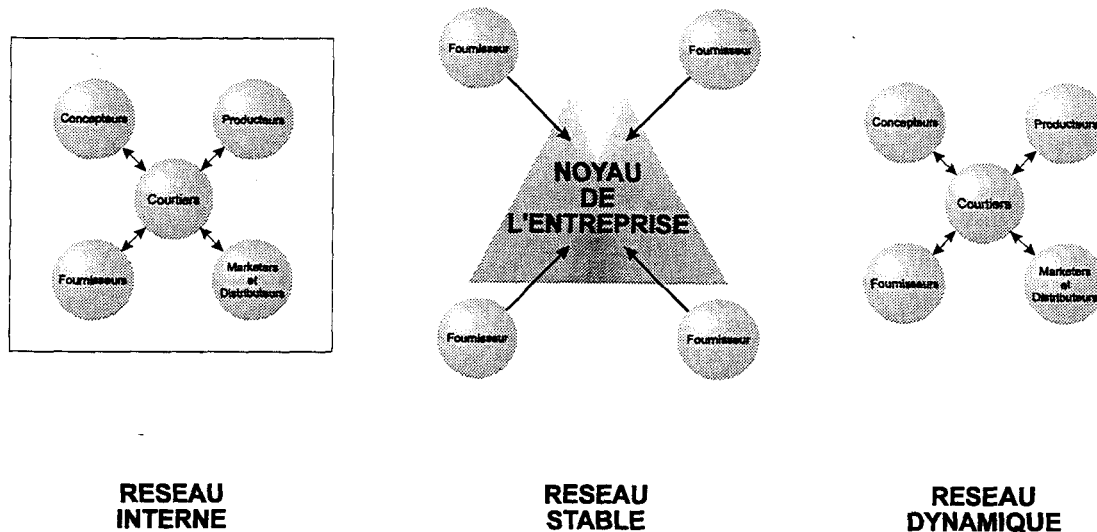 Concepteurs
Producteurs
Courtiers
Fournisseurs
Marketers
et
Distributeurs
RESEAU
INTERNE
Fournisseur
Fournisseur
NOYAU
DE
L'ENTREPRISE
Fournisseur
Fournisseur
RESEAU
STABLE
Concepteurs
Producteurs
Courtiers
Fournisseurs
Marketers
et
Distributeurs
RESEAU
DYNAMIQUE